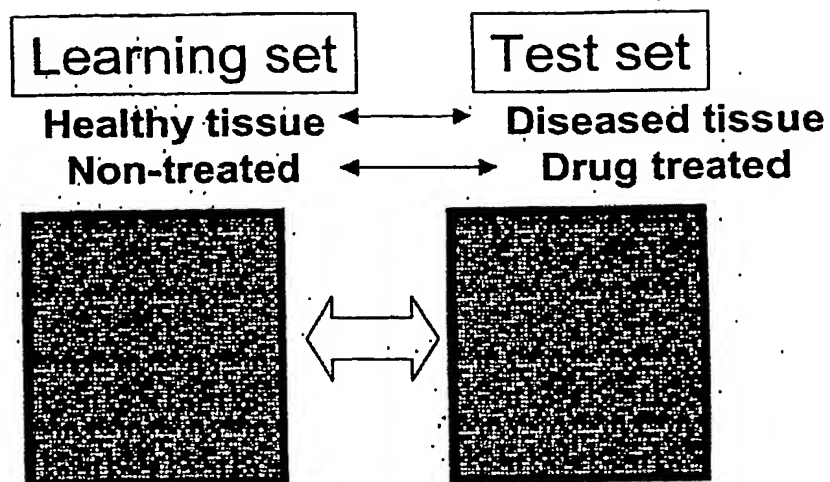 Learning set Test set
Healthy tissue Diseased tissue
Non-treated Drug treated